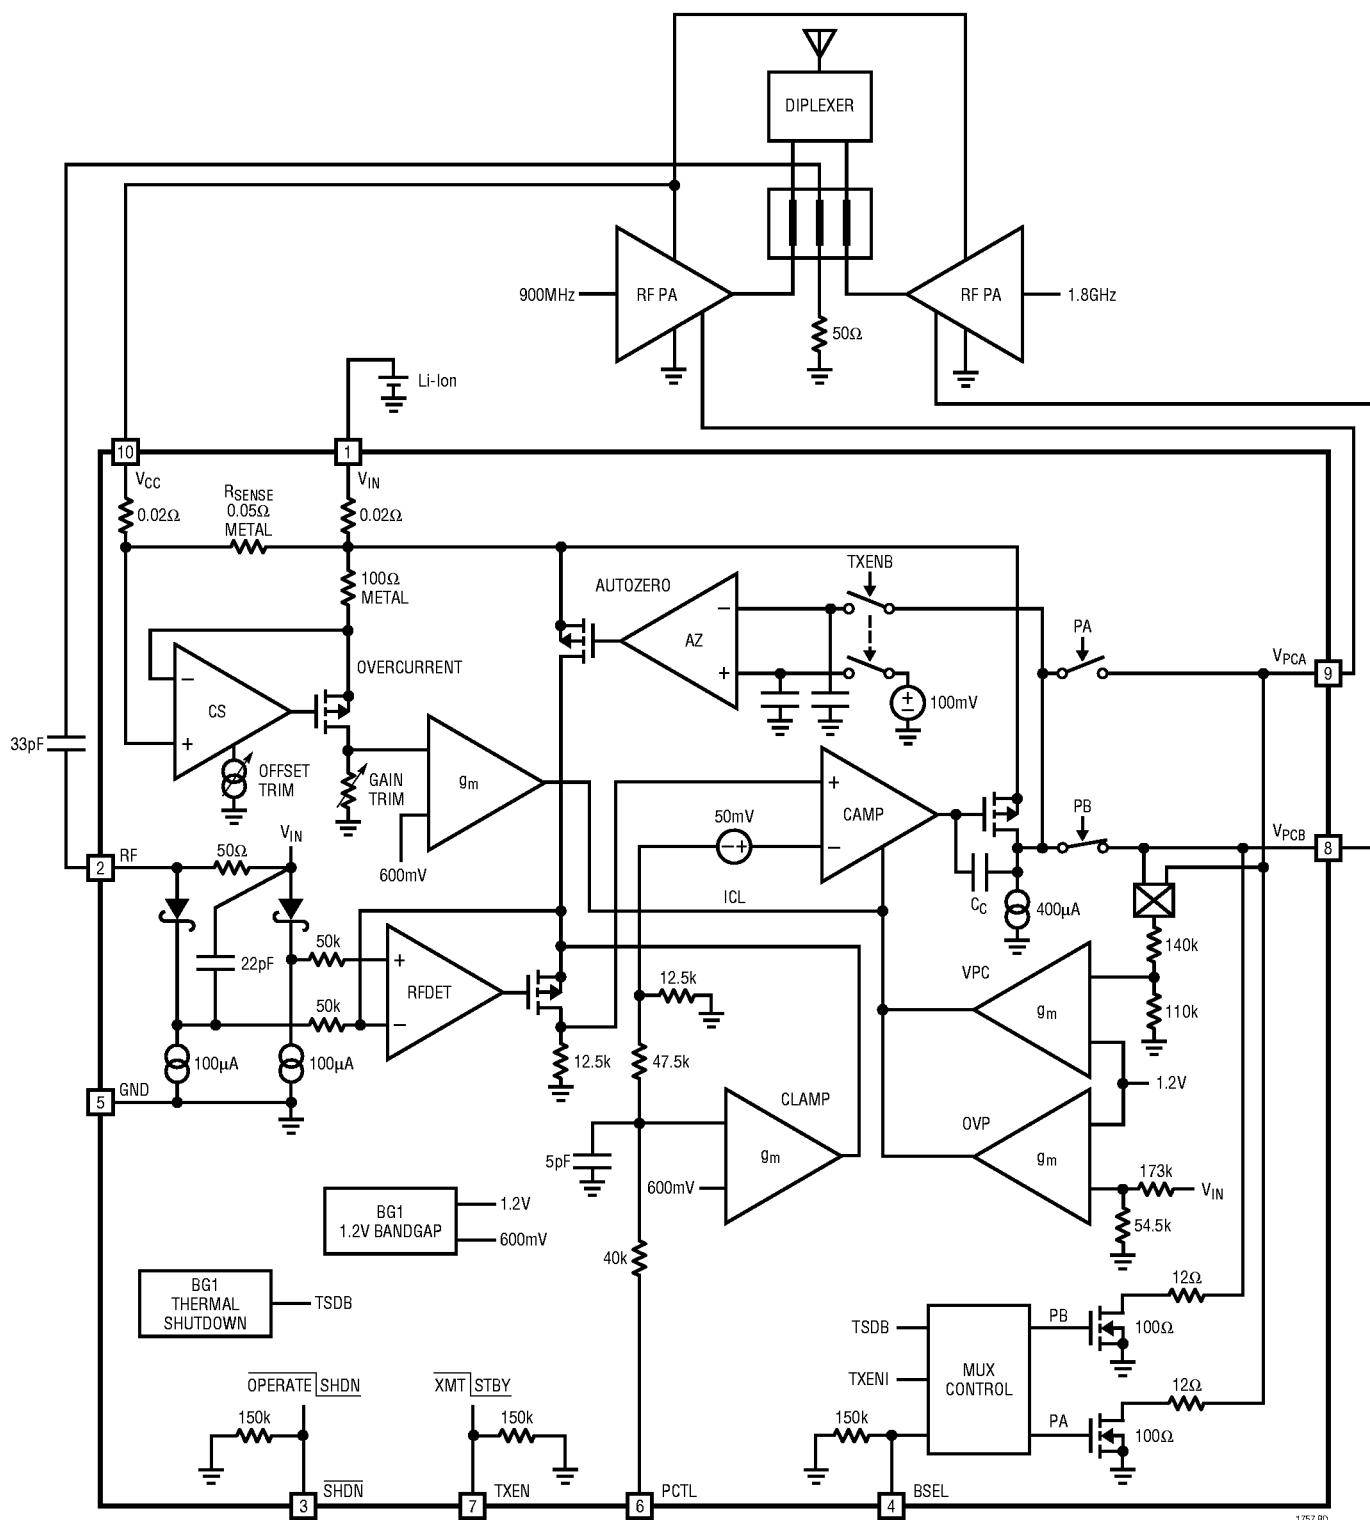 DIPLEXER
900MHz
RF PA
RF PA
1.8GHz
50Ω
Li-Ion
10
1
VCC
VIN
RSENSE
0.05Ω
METAL
0.02Ω
0.02Ω
100Ω
METAL
AUTOZERO
TXENB
AZ
−
+
PA
VPCA
9
OVERCURRENT
−
CS
+
+
−
100mV
33pF
OFFSET
TRIM
GAIN
TRIM
gm
50mV
−+
+
CAMP
−
PB
VPCB
8
VIN
600mV
2
RF
50Ω
ICL
CC
400µA
22pF
50k
+
RFDET
−
50k
140k
VPC
gm
110k
12.5k
100µA
100µA
12.5k
47.5k
1.2V
5
GND
CLAMP
OVP
gm
5pF
gm
600mV
173k
VIN
54.5k
BG1
1.2V BANDGAP
1.2V
600mV
40k
BG1
THERMAL
SHUTDOWN
TSDB
12Ω
PB
100Ω
TSDB
TXENI
MUX
CONTROL
OPERATE SHDN
XMT STBY
12Ω
150k
150k
150k
PA
100Ω
3
SHDN
7
TXEN
6
PCTL
4
BSEL
1757 BD